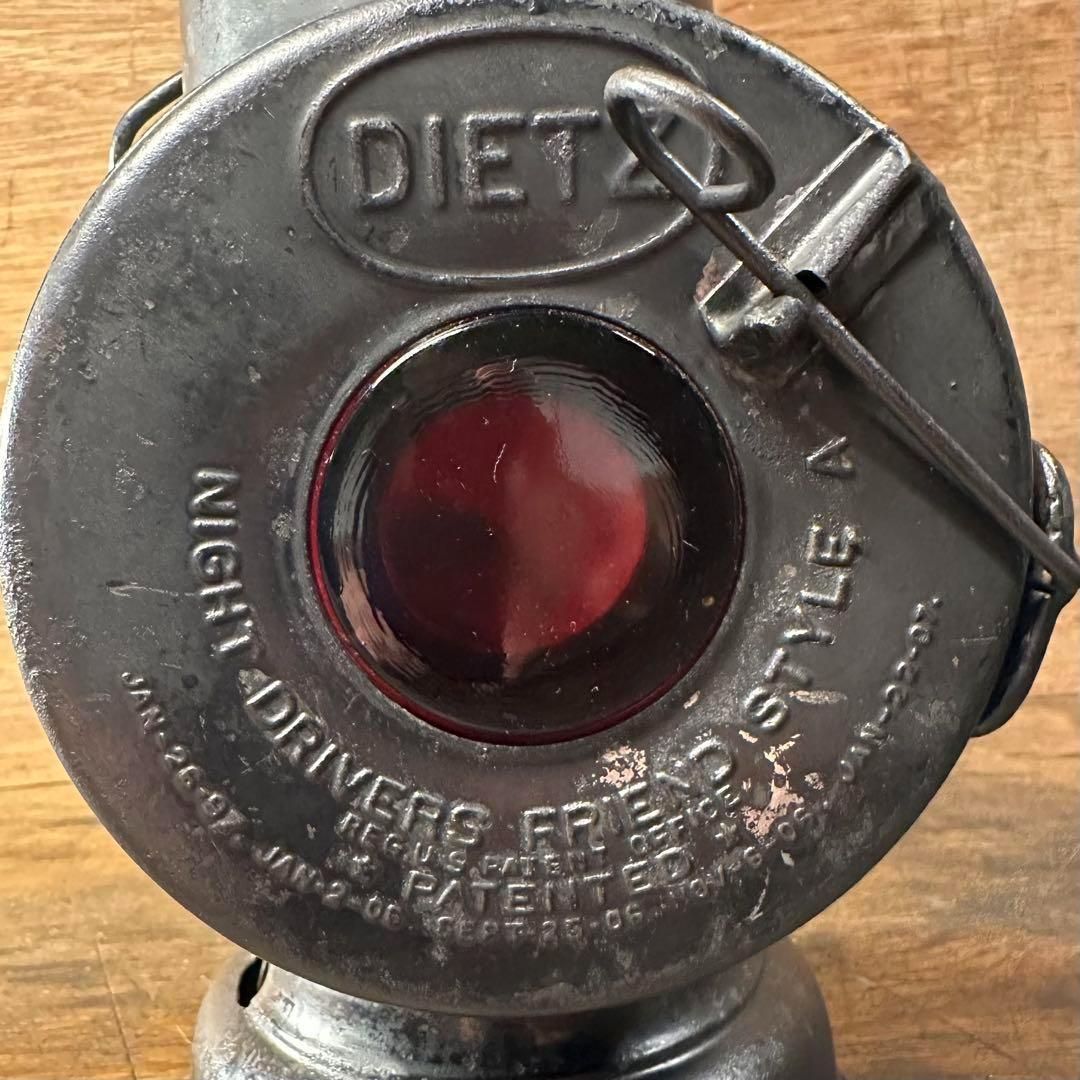 DIETZ
NIGHT DRIVERS FRIEND STYLE A
REG. U.S. PATENT OFFICE.
* PATENTED *
JAN-26-97. JAN-2-06 SEPT. 25-06 NOV-6-06. JAN-22-07.